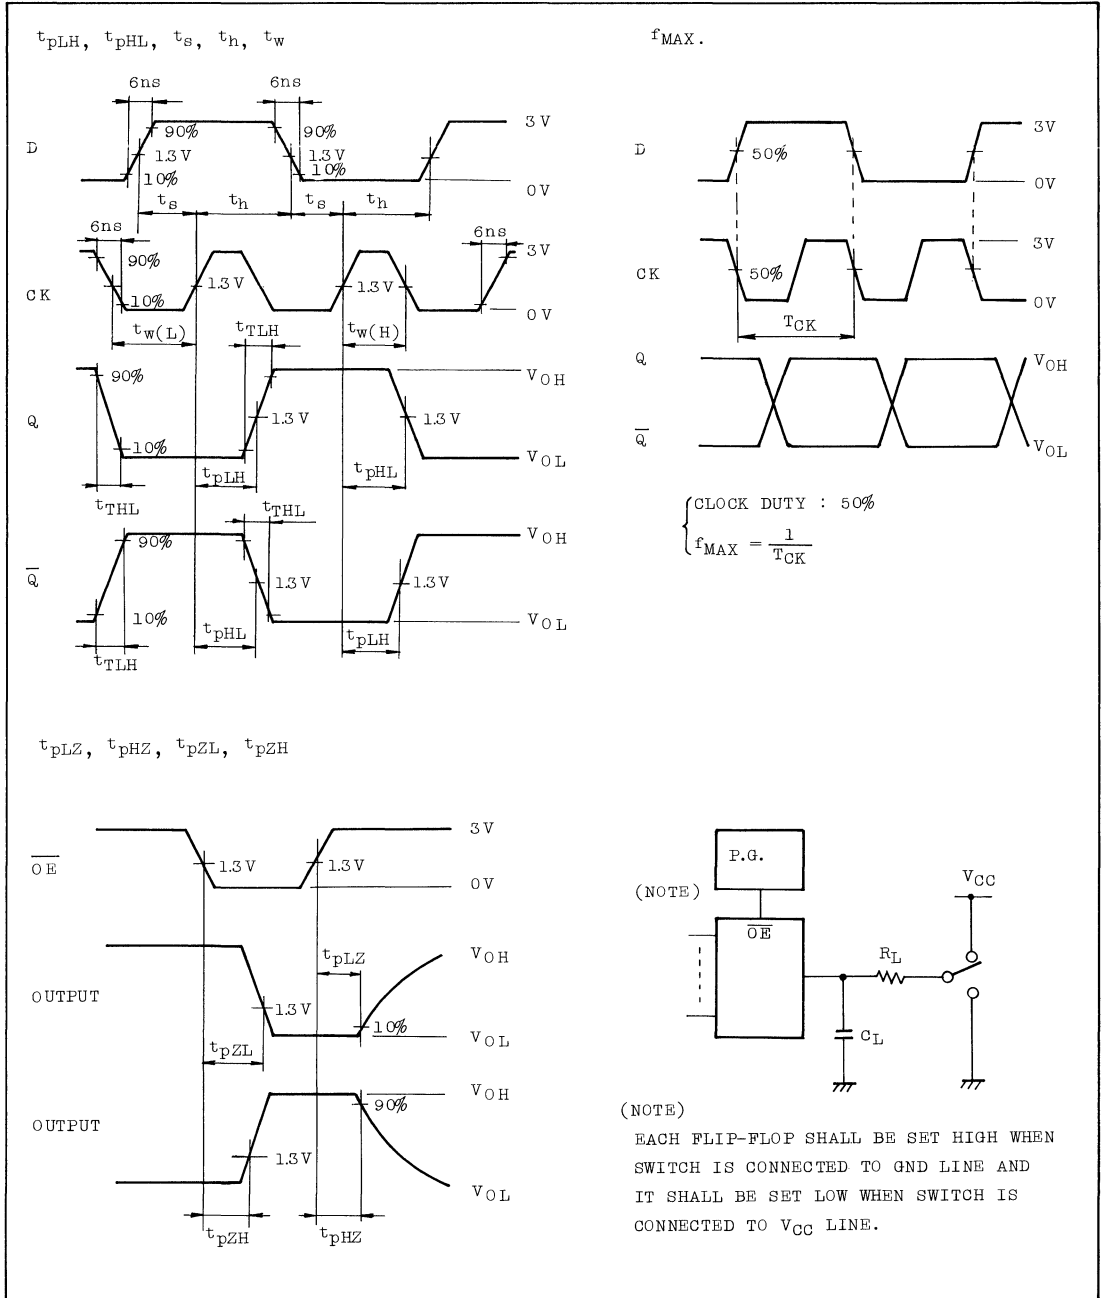 tpLH, tpHL, ts, th, tw
6ns 6ns
90% 90%
D 1.3V 1.3V 3V
10% 10%
0V
ts th ts th
6ns 6ns
90% 3V
CK 1.3V 1.3V
10% 0V
tw(L) tTLH tw(H)
90% VOH
Q 1.3V 1.3V
10% VOL
tpLH tpHL
tTHL tTHL
90% VOH
Q̅ 1.3V 1.3V
10% VOL
tpHL tpLH
tTLH
fMAX.
D 50% 3V
0V
CK 50% 3V
0V
TCK
Q VOH
Q̅ VOL
CLOCK DUTY : 50%
fMAX = 1/TCK
tpLZ, tpHZ, tpZL, tpZH
3V
O̅E̅ 1.3V 1.3V
0V
tpLZ VOH
OUTPUT 1.3V
10% VOL
tpZL
VOH
90%
OUTPUT 1.3V
VOL
tpZH tpHZ
P.G.
(NOTE) VCC
O̅E̅
RL
CL
(NOTE)
EACH FLIP-FLOP SHALL BE SET HIGH WHEN
SWITCH IS CONNECTED TO GND LINE AND
IT SHALL BE SET LOW WHEN SWITCH IS
CONNECTED TO VCC LINE.